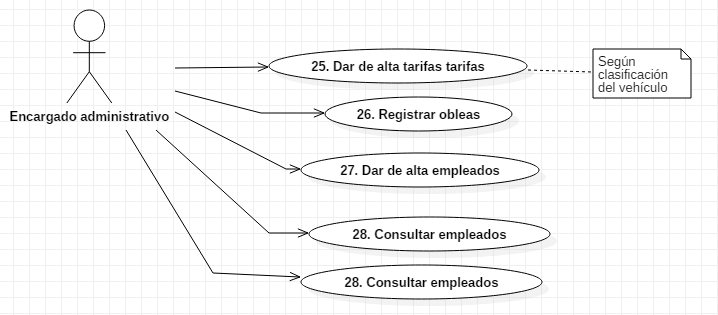 25. Dar de alta tarifas tarifas
Según
clasificación
del vehículo
Encargado administrativo
26. Registrar obleas
27. Dar de alta empleados
28. Consultar empleados
28. Consultar empleados